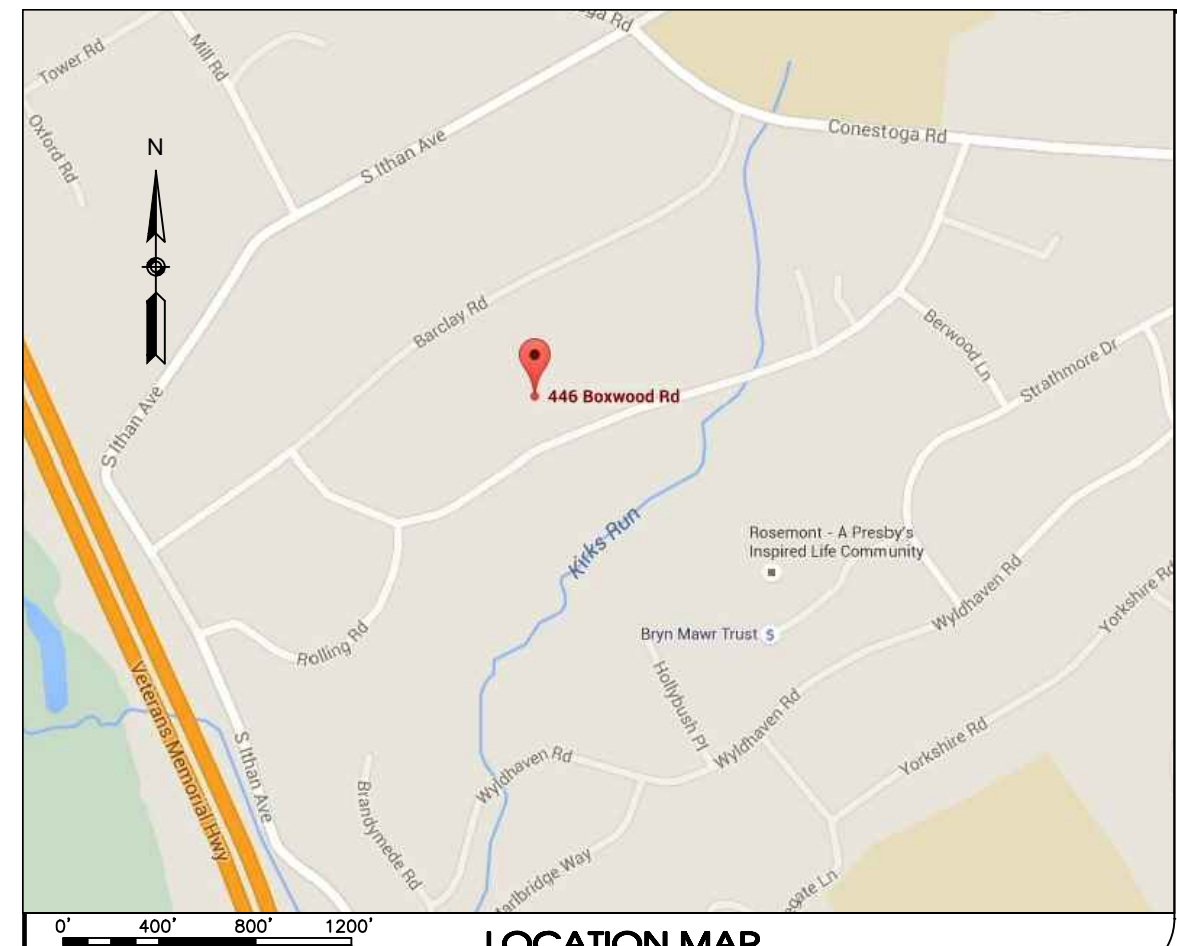 Tower Rd
Mill Rd
Oxford Rd
N
S Ithan Ave
Conestoga Rd
Barclay Rd
446 Boxwood Rd
S Ithan Ave
Berwood Ln
Strathmore Dr
Kirks Run
Rosemont - A Presby's
Inspired Life Community
Bryn Mawr Trust $
Wyldhaven Rd
Yorkshire Rd
Rolling Rd
Hollybush Pl
Veterans Memorial Hwy
S Ithan Ave
Wyldhaven Rd
Yorkshire Rd
Wyldhaven Rd
Brandymede Rd
arlbridge Way
egate Ln
0' 400' 800' 1200'
LOCATION MAP